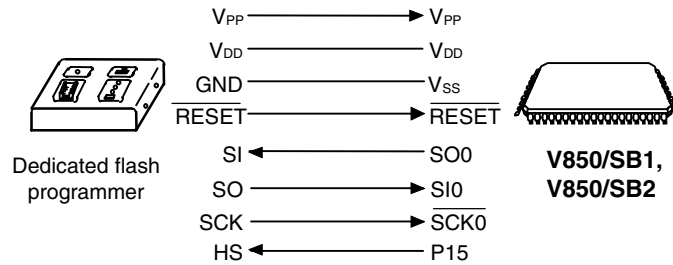 VPP VPP
VDD VDD
GND VSS
RESET RESET
SI SO0
SO SI0
SCK SCK0
HS P15
Dedicated flash
programmer
V850/SB1,
V850/SB2